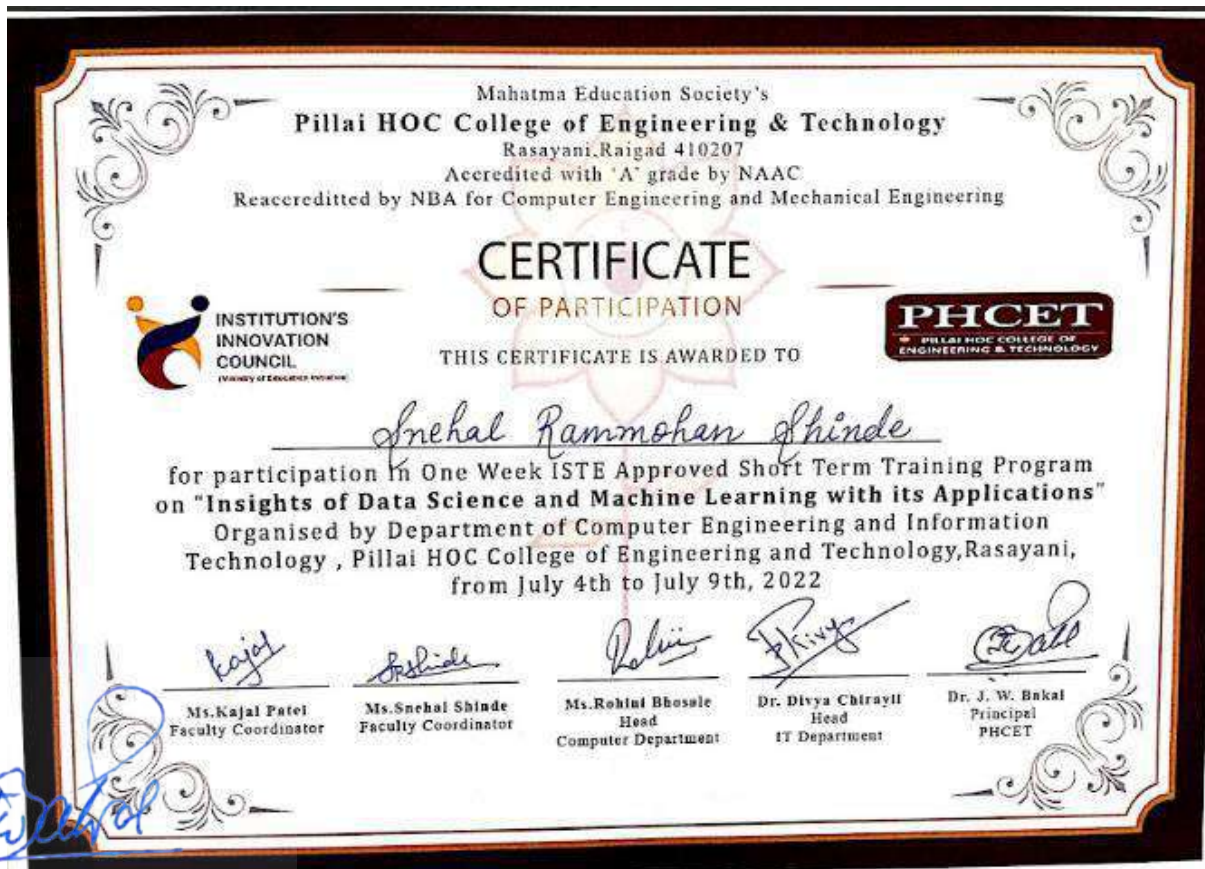 Mahatma Education Society's
Pillai HOC College of Engineering & Technology
Rasayani,Raigad 410207
Accredited with 'A' grade by NAAC
Reaccreditted by NBA for Computer Engineering and Mechanical Engineering
CERTIFICATE
OF PARTICIPATION
INSTITUTION'S
INNOVATION
COUNCIL
(Ministry of Education Initiative)
PHCET
PILLAI HOC COLLEGE OF
ENGINEERING & TECHNOLOGY
THIS CERTIFICATE IS AWARDED TO
Snehal Rammohan Shinde
for participation in One Week ISTE Approved Short Term Training Program
on "Insights of Data Science and Machine Learning with its Applications"
Organised by Department of Computer Engineering and Information
Technology , Pillai HOC College of Engineering and Technology,Rasayani,
from July 4th to July 9th, 2022
Kajal
SRShinde
Ms.Kajal Patel
Faculty Coordinator
Ms.Snehal Shinde
Faculty Coordinator
Ms.Rohini Bhosale
Head
Computer Department
Dr. Divya Chirayil
Head
IT Department
Dr. J. W. Bakal
Principal
PHCET